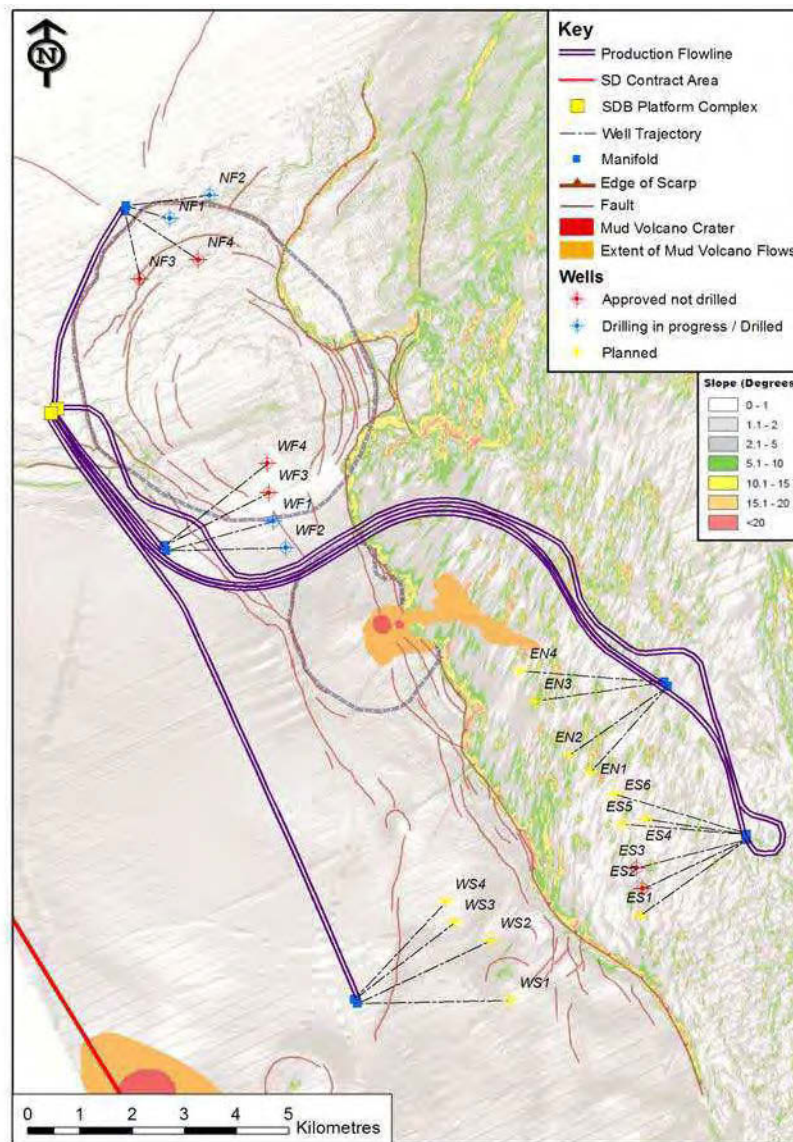 N
Key
Production Flowline
SD Contract Area
SDB Platform Complex
Well Trajectory
Manifold
Edge of Scarp
Fault
Mud Volcano Crater
Extent of Mud Volcano Flows
Wells
Approved not drilled
Drilling in progress / Drilled
Planned
Slope (Degrees
0 - 1
1.1 - 2
2.1 - 5
5.1 - 10
10.1 - 15
15.1 - 20
<20
NF2
NF1
NF4
NF3
WF4
WF3
WF1
WF2
EN4
EN3
EN2
EN1
ES6
ES5
ES4
ES3
ES2
ES1
WS4
WS3
WS2
WS1
0 1 2 3 4 5
Kilometres